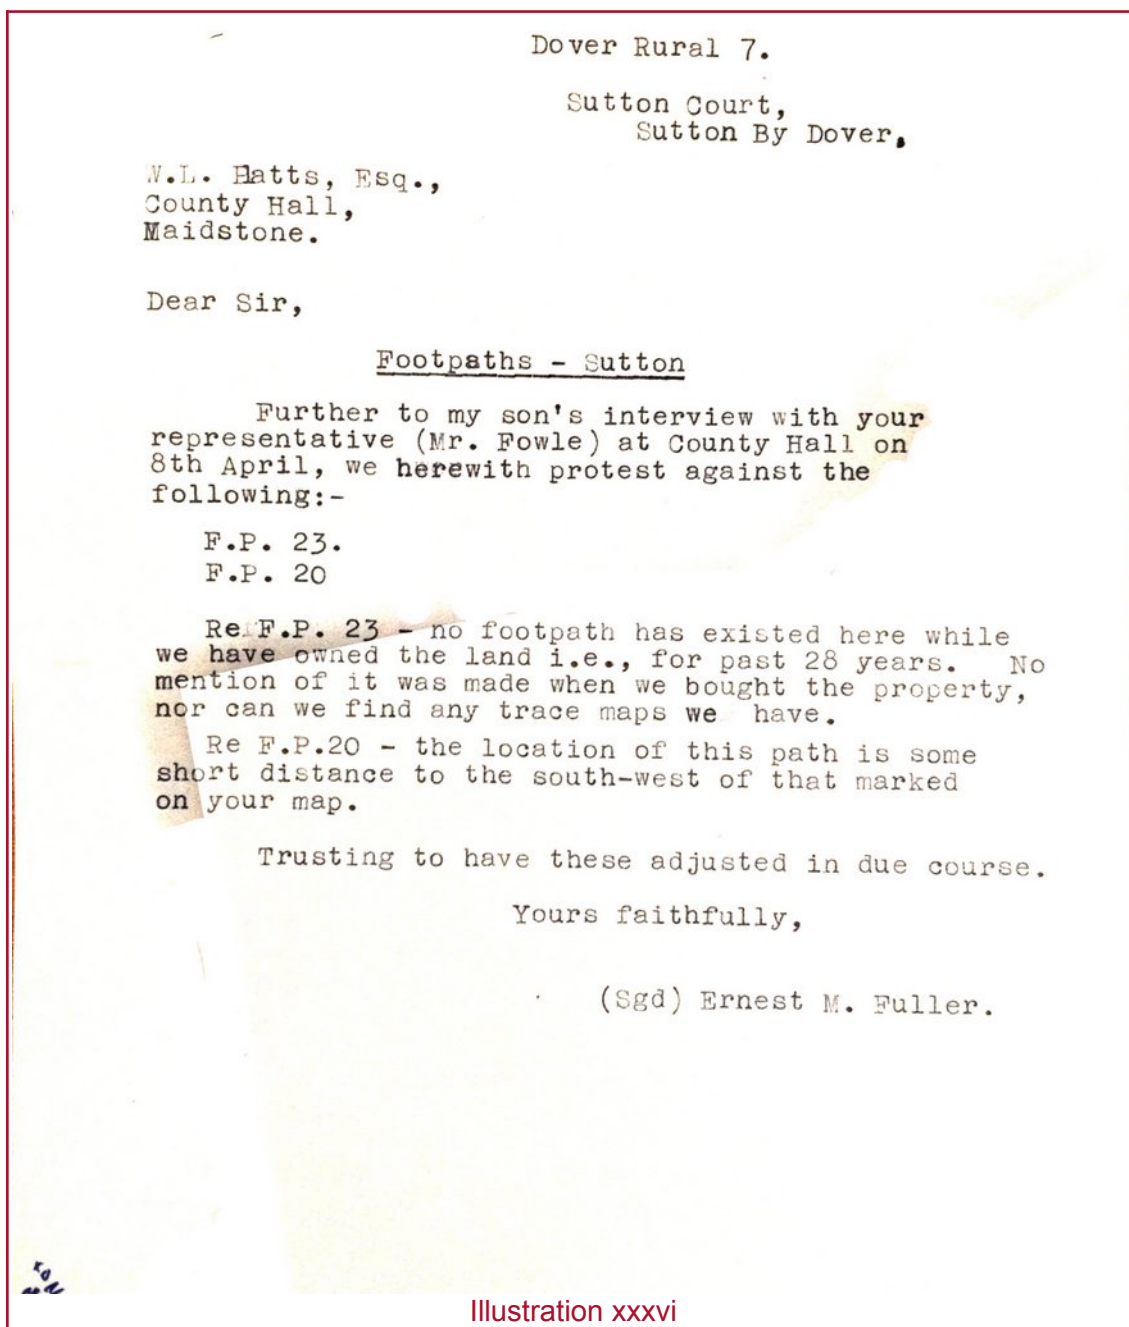 Dover Rural 7.
Sutton Court,
Sutton By Dover,
W.L. Hatts, Esq.,
County Hall,
Maidstone.
Dear Sir,
Footpaths - Sutton
Further to my son's interview with your
representative (Mr. Fowle) at County Hall on
8th April, we herewith protest against the
following:-
F.P. 23.
F.P. 20
Re F.P. 23 - no footpath has existed here while
we have owned the land i.e., for past 28 years. No
mention of it was made when we bought the property,
nor can we find any trace maps we have.
Re F.P.20 - the location of this path is some
short distance to the south-west of that marked
on your map.
Trusting to have these adjusted in due course.
Yours faithfully,
(Sgd) Ernest M. Fuller.
Illustration xxxvi